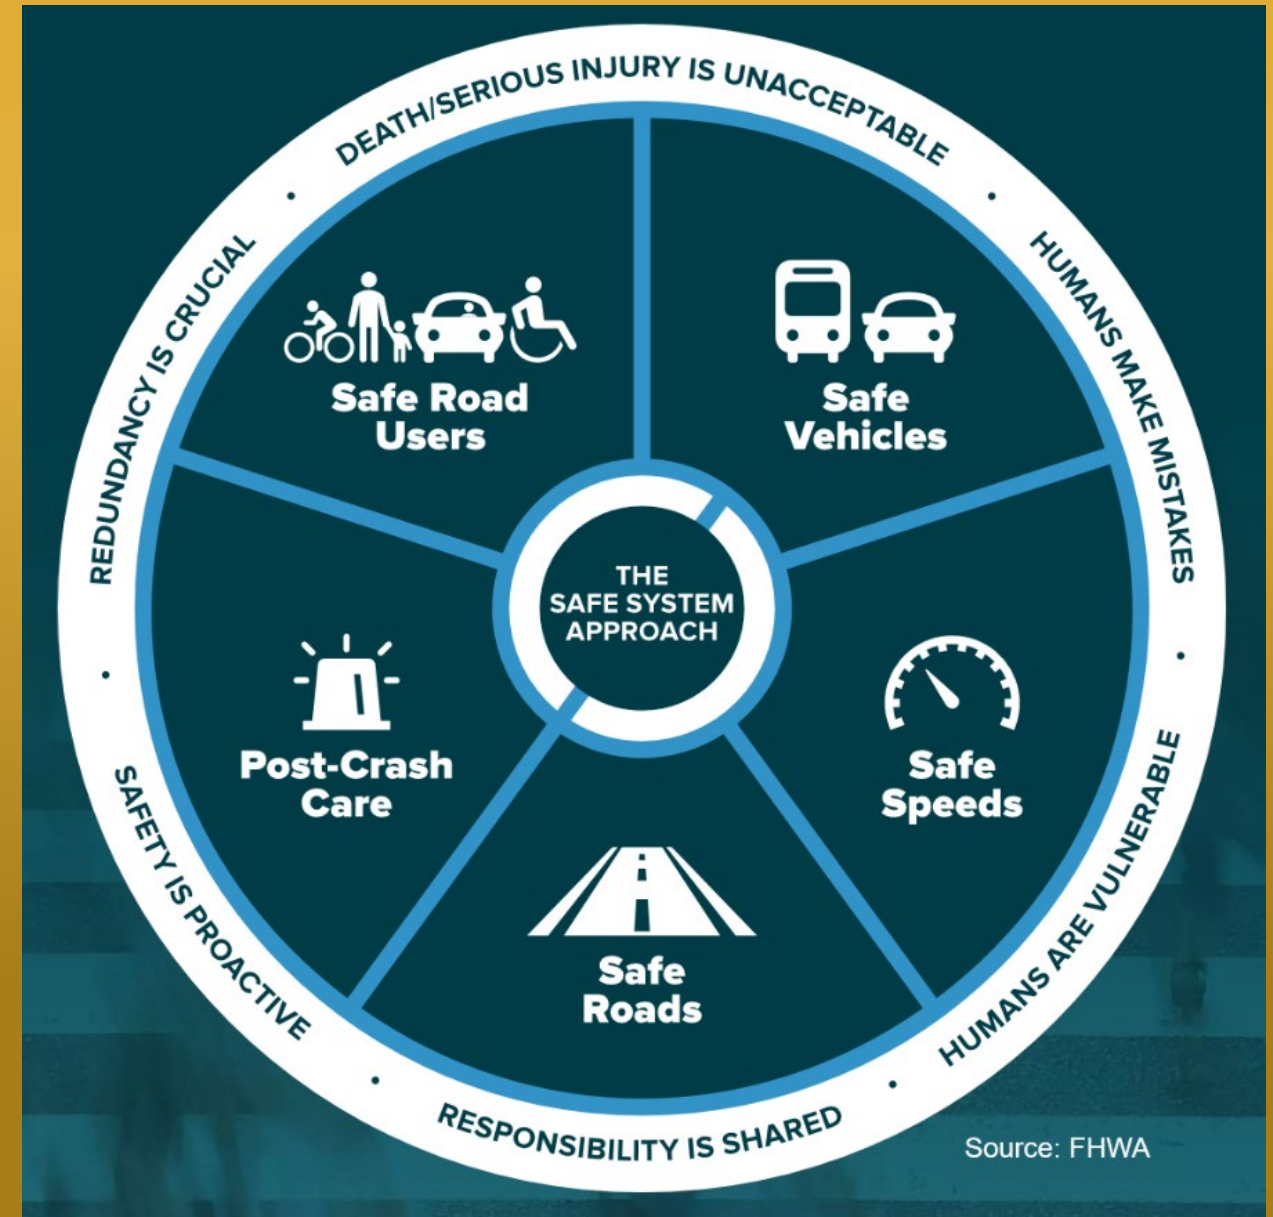 DEATH/SERIOUS INJURY IS UNACCEPTABLE
HUMANS MAKE MISTAKES
HUMANS ARE VULNERABLE
RESPONSIBILITY IS SHARED
SAFETY IS PROACTIVE
REDUNDANCY IS CRUCIAL
Safe Road
Users
Safe
Vehicles
Safe
Speeds
Safe
Roads
Post-Crash
Care
THE
SAFE SYSTEM
APPROACH
Source: FHWA